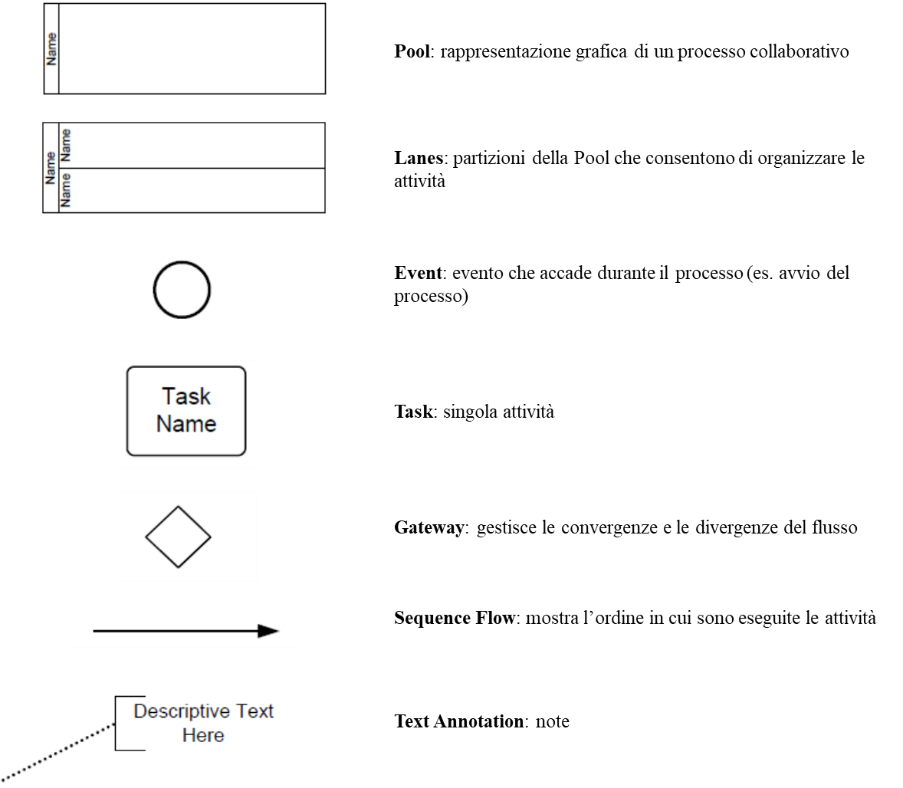 Name
Pool: rappresentazione grafica di un processo collaborativo
Name
Name
Name
Lanes: partizioni della Pool che consentono di organizzare le
attività
Event: evento che accade durante il processo (es. avvio del
processo)
Task
Name
Task: singola attività
Gateway: gestisce le convergenze e le divergenze del flusso
Sequence Flow: mostra l’ordine in cui sono eseguite le attività
Descriptive Text
Here
Text Annotation: note